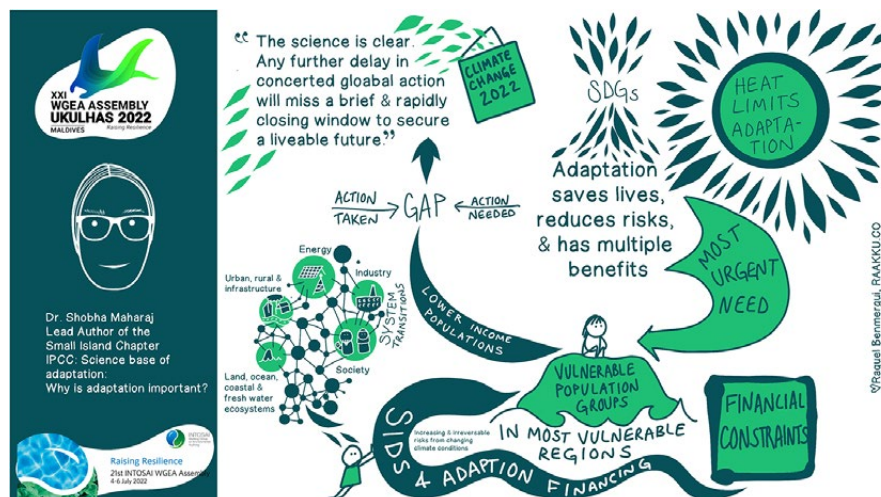 XXI
WGEA ASSEMBLY
UKULHAS 2022
MALDIVES
Raising Resilience
Dr. Shobha Maharaj
Lead Author of the
Small Island Chapter
IPCC: Science base of
adaptation:
Why is adaptation important?
INTOSAI
Raising Resilience
21st INTOSAI WGEA Assembly
4-6 July 2022
“ The science is clear.
Any further delay in
concerted gloabal action
will miss a brief & rapidly
closing window to secure
a liveable future.”
CLIMATE
CHANGE
2022
SDGs
HEAT
LIMITS
ADAPTA-
TION
Adaptation
saves lives,
reduces risks,
& has multiple
benefits
ACTION
TAKEN
GAP
ACTION
NEEDED
MOST
URGENT
NEED
LOWER INCOME
POPULATIONS
Energy
Urban, rural &
infrastructure
Industry
SYSTEM
TRANSITIONS
Society
Land, ocean,
coastal &
fresh water
ecosystems
VULNERABLE
POPULATION
GROUPS
IN MOST VULNERABLE
REGIONS
Increasing & irreversable
risks from changing
climate conditions
SIDS 4 ADAPTION FINANCING
FINANCIAL
CONSTRAINTS
♡Raquel Benmergui, RAAKKU.CO